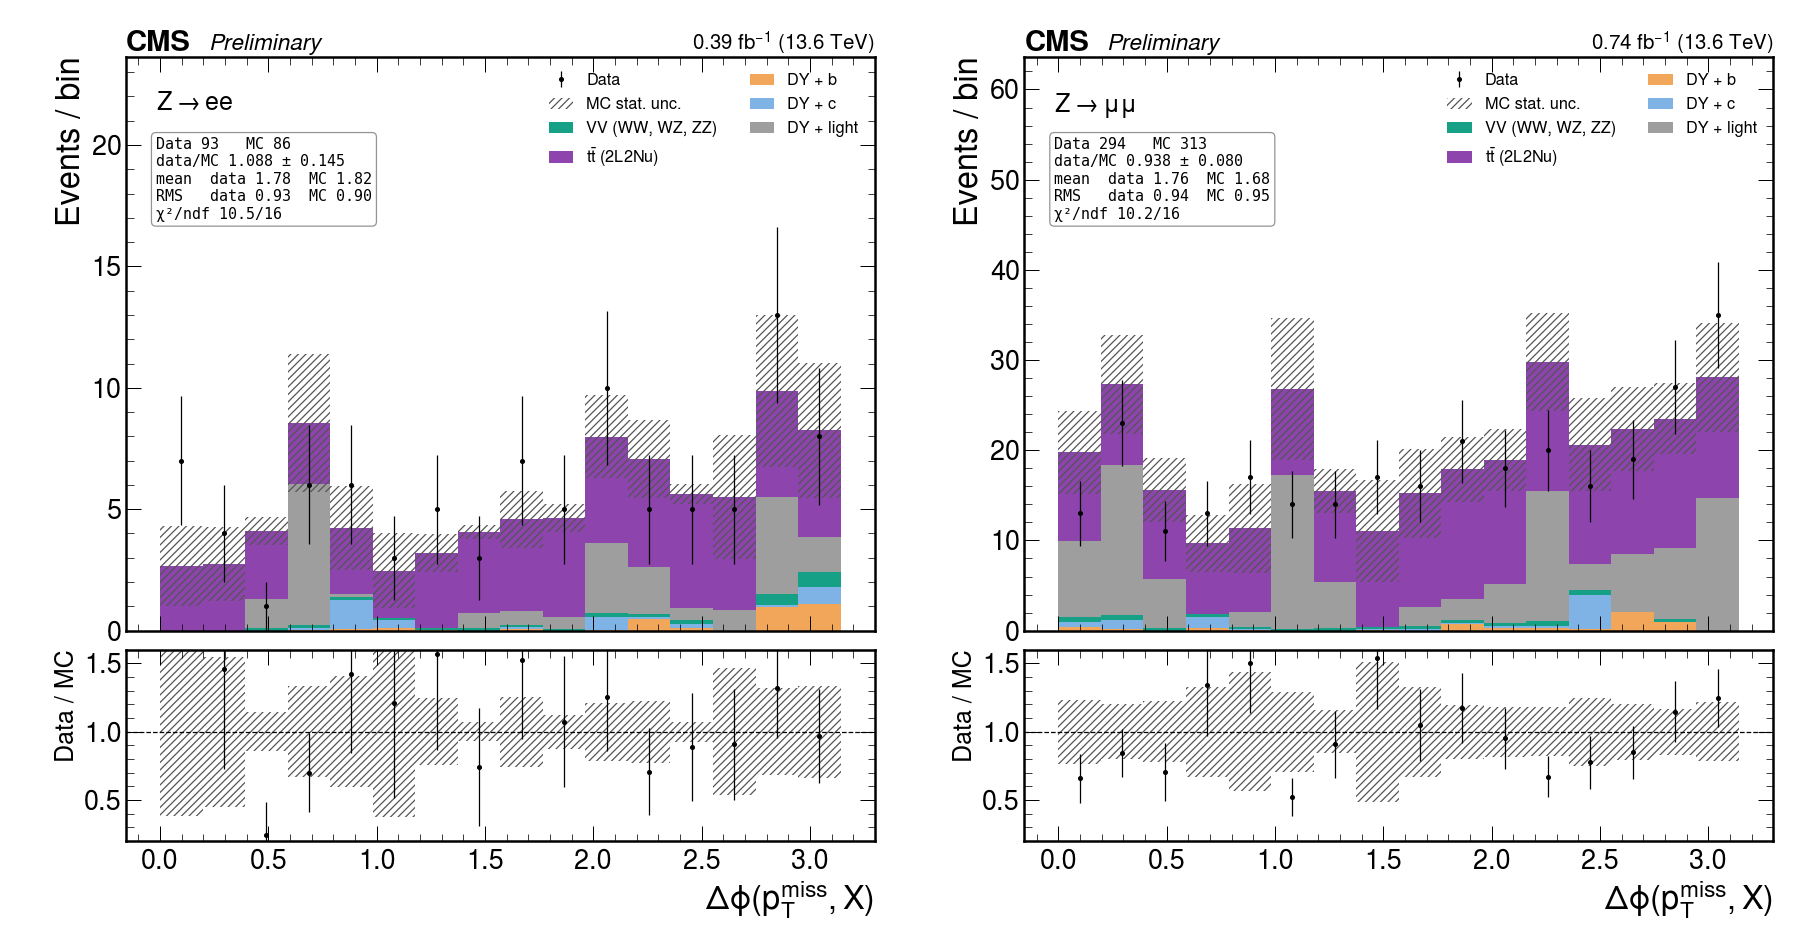 CMS Preliminary 0.39 fb⁻¹ (13.6 TeV)
Events / bin
Z → ee
Data 93 MC 86
data/MC 1.088 ± 0.145
mean data 1.78 MC 1.82
RMS data 0.93 MC 0.90
χ²/ndf 10.5/16
Data
MC stat. unc.
VV (WW, WZ, ZZ)
tt̄ (2L2Nu)
DY + b
DY + c
DY + light
20
15
10
5
0
Data / MC
1.5
1.0
0.5
0.0 0.5 1.0 1.5 2.0 2.5 3.0
Δϕ(p_T^miss, X)
CMS Preliminary 0.74 fb⁻¹ (13.6 TeV)
Events / bin
Z → μμ
Data 294 MC 313
data/MC 0.938 ± 0.080
mean data 1.76 MC 1.68
RMS data 0.94 MC 0.95
χ²/ndf 10.2/16
Data
MC stat. unc.
VV (WW, WZ, ZZ)
tt̄ (2L2Nu)
DY + b
DY + c
DY + light
60
50
40
30
20
10
0
Data / MC
1.5
1.0
0.5
0.0 0.5 1.0 1.5 2.0 2.5 3.0
Δϕ(p_T^miss, X)